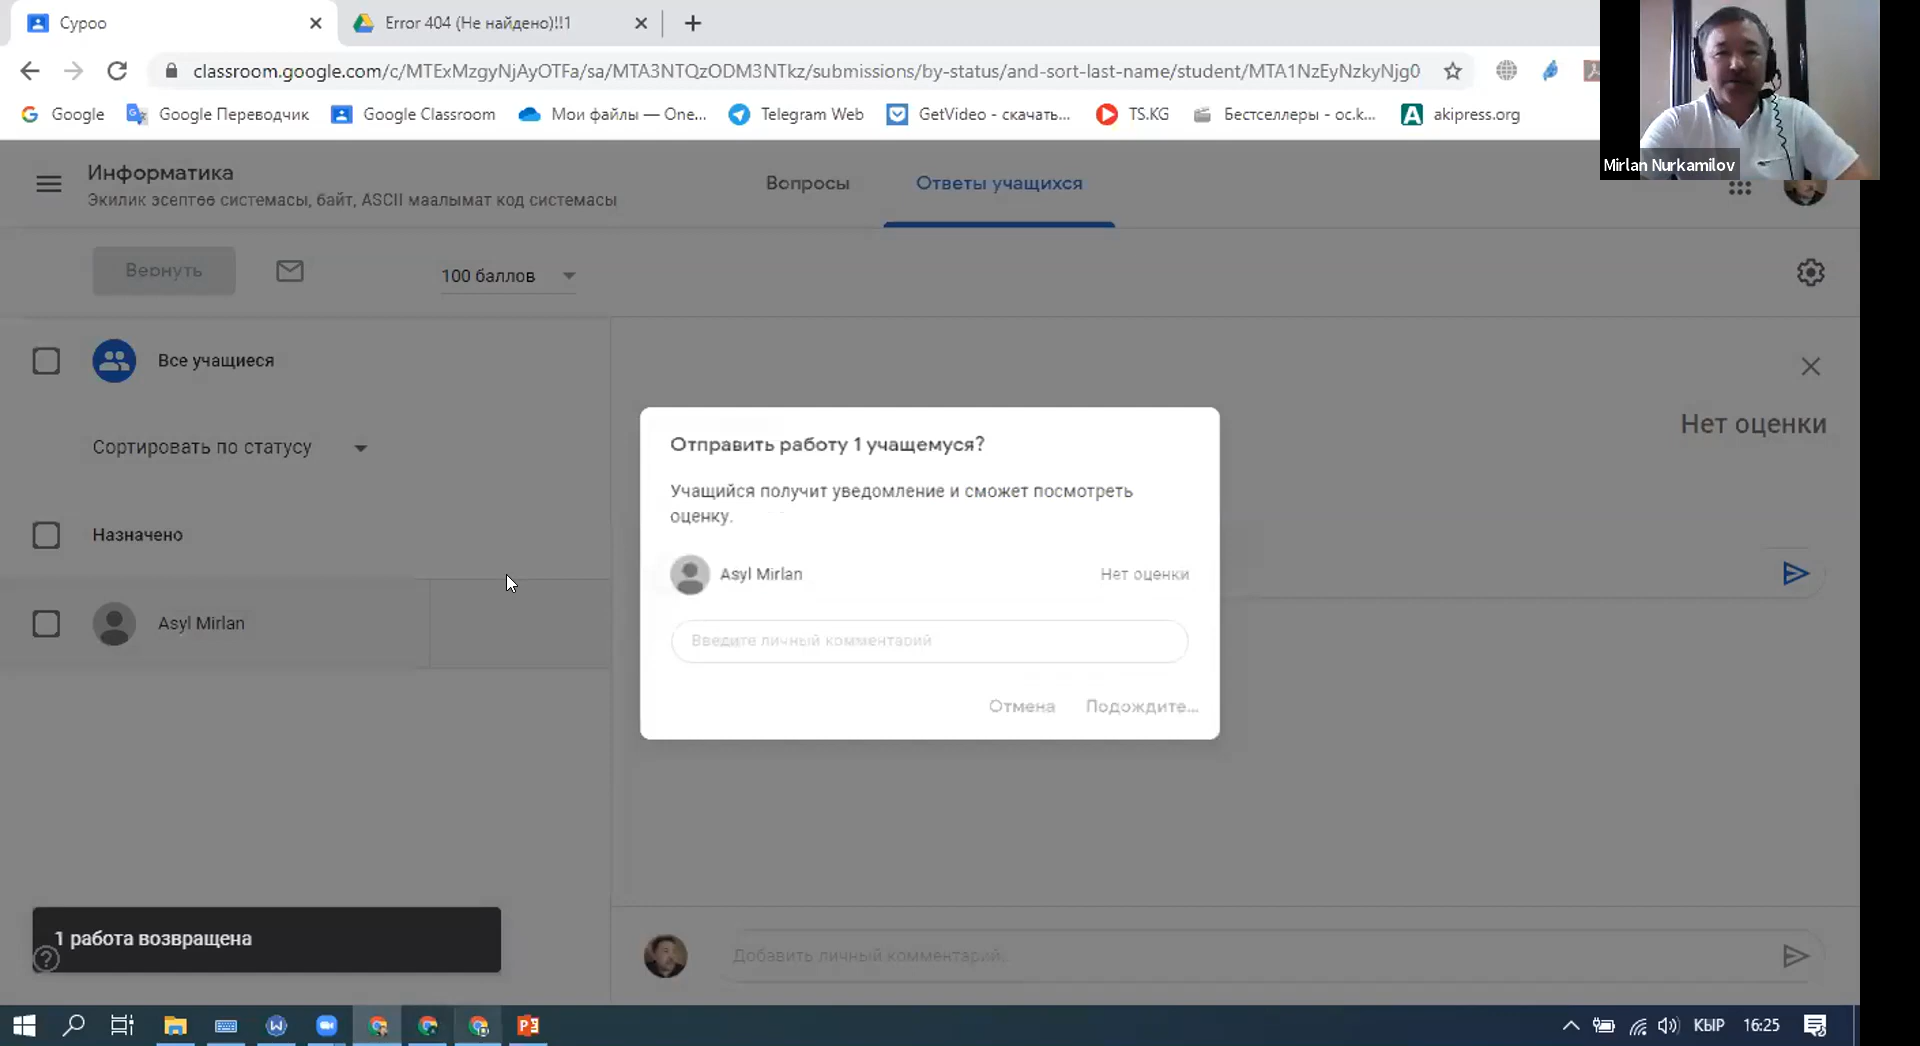 Суроо
Error 404 (Не найдено)!!1
classroom.google.com/c/MTExMzgyNjAyOTFa/sa/MTA3NTQzODM3NTkz/submissions/by-status/and-sort-last-name/student/MTA1NzEyNzkyNjg0
Google
Google Переводчик
Google Classroom
Мои файлы — One...
Telegram Web
GetVideo - скачать...
TS.KG
Бестселлеры - oc.k...
akipress.org
Mirlan Nurkamilov
Информатика
Экилик эсептөө системасы, байт, ASCII маалымат код системасы
Вопросы
Ответы учащихся
Вернуть
100 баллов
Все учащиеся
Нет оценки
Сортировать по статусу
Назначено
Asyl Mirlan
Отправить работу 1 учащемуся?
Учащийся получит уведомление и сможет посмотреть
оценку.
Asyl Mirlan
Нет оценки
Введите личный комментарий
Отмена
Подождите...
1 работа возвращена
Добавить личный комментарий...
КЫР
16:25